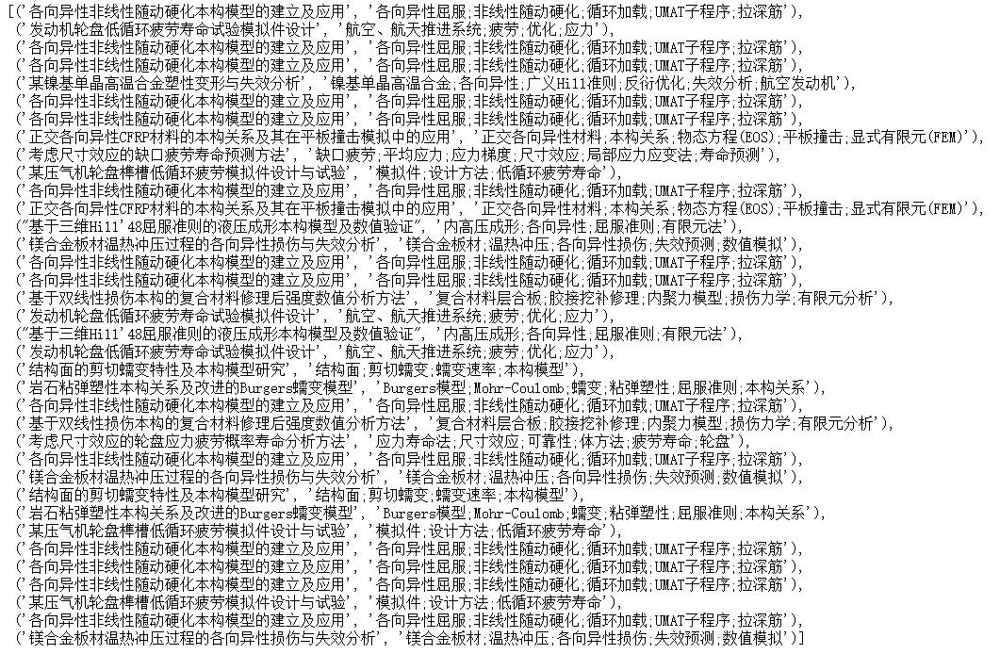 [('各向异性非线性随动硬化本构模型的建立及应用', '各向异性屈服;非线性随动硬化;循环加载;UMAT子程序;拉深筋'),
('发动机轮盘低循环疲劳寿命试验模拟件设计', '航空、航天推进系统;疲劳;优化;应力'),
('各向异性非线性随动硬化本构模型的建立及应用', '各向异性屈服;非线性随动硬化;循环加载;UMAT子程序;拉深筋'),
('各向异性非线性随动硬化本构模型的建立及应用', '各向异性屈服;非线性随动硬化;循环加载;UMAT子程序;拉深筋'),
('某镍基单晶高温合金塑性变形与失效分析', '镍基单晶高温合金;各向异性;广义Hill准则;反衍优化;失效分析;航空发动机'),
('各向异性非线性随动硬化本构模型的建立及应用', '各向异性屈服;非线性随动硬化;循环加载;UMAT子程序;拉深筋'),
('各向异性非线性随动硬化本构模型的建立及应用', '各向异性屈服;非线性随动硬化;循环加载;UMAT子程序;拉深筋'),
('正交各向异性CFRP材料的本构关系及其在平板撞击模拟中的应用', '正交各向异性材料;本构关系;物态方程(EOS);平板撞击;显式有限元(FEM)'),
('考虑尺寸效应的缺口疲劳寿命预测方法', '缺口疲劳;平均应力;应力梯度;尺寸效应;局部应力应变法;寿命预测'),
('某压气机轮盘榫槽低循环疲劳模拟件设计与试验', '模拟件;设计方法;低循环疲劳寿命'),
('各向异性非线性随动硬化本构模型的建立及应用', '各向异性屈服;非线性随动硬化;循环加载;UMAT子程序;拉深筋'),
('正交各向异性CFRP材料的本构关系及其在平板撞击模拟中的应用', '正交各向异性材料;本构关系;物态方程(EOS);平板撞击;显式有限元(FEM)'),
("基于三维Hill'48屈服准则的液压成形本构模型及数值验证", '内高压成形;各向异性;屈服准则;有限元法'),
('镁合金板材温热冲压过程的各向异性损伤与失效分析', '镁合金板材;温热冲压;各向异性损伤;失效预测;数值模拟'),
('各向异性非线性随动硬化本构模型的建立及应用', '各向异性屈服;非线性随动硬化;循环加载;UMAT子程序;拉深筋'),
('各向异性非线性随动硬化本构模型的建立及应用', '各向异性屈服;非线性随动硬化;循环加载;UMAT子程序;拉深筋'),
('基于双线性损伤本构的复合材料修理后强度数值分析方法', '复合材料层合板;胶接挖补修理;内聚力模型;损伤力学;有限元分析'),
('发动机轮盘低循环疲劳寿命试验模拟件设计', '航空、航天推进系统;疲劳;优化;应力'),
("基于三维Hill'48屈服准则的液压成形本构模型及数值验证", '内高压成形;各向异性;屈服准则;有限元法'),
('发动机轮盘低循环疲劳寿命试验模拟件设计', '航空、航天推进系统;疲劳;优化;应力'),
('结构面的剪切蠕变特性及本构模型研究', '结构面;剪切蠕变;蠕变速率;本构模型'),
('岩石粘弹塑性本构关系及改进的Burgers蠕变模型', 'Burgers模型;Mohr-Coulomb;蠕变;粘弹塑性;屈服准则;本构关系'),
('各向异性非线性随动硬化本构模型的建立及应用', '各向异性屈服;非线性随动硬化;循环加载;UMAT子程序;拉深筋'),
('基于双线性损伤本构的复合材料修理后强度数值分析方法', '复合材料层合板;胶接挖补修理;内聚力模型;损伤力学;有限元分析'),
('考虑尺寸效应的轮盘应力疲劳概率寿命分析方法', '应力寿命法;尺寸效应;可靠性;体方法;疲劳寿命;轮盘'),
('各向异性非线性随动硬化本构模型的建立及应用', '各向异性屈服;非线性随动硬化;循环加载;UMAT子程序;拉深筋'),
('镁合金板材温热冲压过程的各向异性损伤与失效分析', '镁合金板材;温热冲压;各向异性损伤;失效预测;数值模拟'),
('结构面的剪切蠕变特性及本构模型研究', '结构面;剪切蠕变;蠕变速率;本构模型'),
('岩石粘弹塑性本构关系及改进的Burgers蠕变模型', 'Burgers模型;Mohr-Coulomb;蠕变;粘弹塑性;屈服准则;本构关系'),
('某压气机轮盘榫槽低循环疲劳模拟件设计与试验', '模拟件;设计方法;低循环疲劳寿命'),
('各向异性非线性随动硬化本构模型的建立及应用', '各向异性屈服;非线性随动硬化;循环加载;UMAT子程序;拉深筋'),
('各向异性非线性随动硬化本构模型的建立及应用', '各向异性屈服;非线性随动硬化;循环加载;UMAT子程序;拉深筋'),
('各向异性非线性随动硬化本构模型的建立及应用', '各向异性屈服;非线性随动硬化;循环加载;UMAT子程序;拉深筋'),
('某压气机轮盘榫槽低循环疲劳模拟件设计与试验', '模拟件;设计方法;低循环疲劳寿命'),
('各向异性非线性随动硬化本构模型的建立及应用', '各向异性屈服;非线性随动硬化;循环加载;UMAT子程序;拉深筋'),
('镁合金板材温热冲压过程的各向异性损伤与失效分析', '镁合金板材;温热冲压;各向异性损伤;失效预测;数值模拟')]